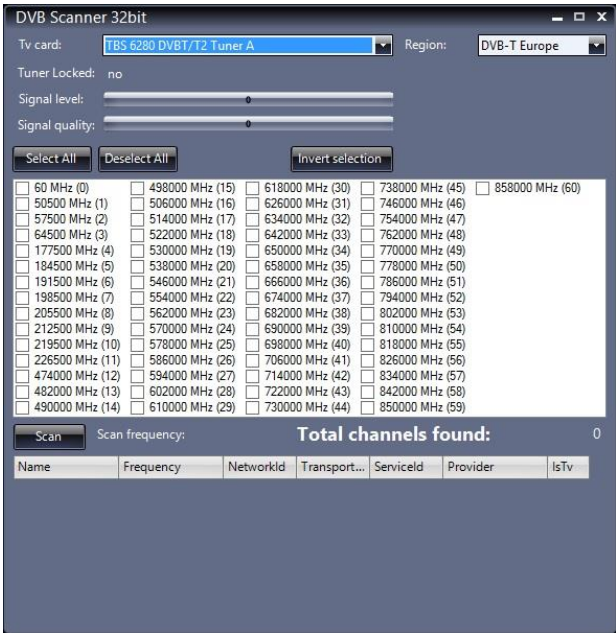 DVB Scanner 32bit
Tv card: TBS 6280 DVBT/T2 Tuner A Region: DVB-T Europe
Tuner Locked: no
Signal level: 0
Signal quality: 0
Select All Deselect All Invert selection
60 MHz (0) 498000 MHz (15) 618000 MHz (30) 738000 MHz (45) 858000 MHz (60)
50500 MHz (1) 506000 MHz (16) 626000 MHz (31) 746000 MHz (46)
57500 MHz (2) 514000 MHz (17) 634000 MHz (32) 754000 MHz (47)
64500 MHz (3) 522000 MHz (18) 642000 MHz (33) 762000 MHz (48)
177500 MHz (4) 530000 MHz (19) 650000 MHz (34) 770000 MHz (49)
184500 MHz (5) 538000 MHz (20) 658000 MHz (35) 778000 MHz (50)
191500 MHz (6) 546000 MHz (21) 666000 MHz (36) 786000 MHz (51)
198500 MHz (7) 554000 MHz (22) 674000 MHz (37) 794000 MHz (52)
205500 MHz (8) 562000 MHz (23) 682000 MHz (38) 802000 MHz (53)
212500 MHz (9) 570000 MHz (24) 690000 MHz (39) 810000 MHz (54)
219500 MHz (10) 578000 MHz (25) 698000 MHz (40) 818000 MHz (55)
226500 MHz (11) 586000 MHz (26) 706000 MHz (41) 826000 MHz (56)
474000 MHz (12) 594000 MHz (27) 714000 MHz (42) 834000 MHz (57)
482000 MHz (13) 602000 MHz (28) 722000 MHz (43) 842000 MHz (58)
490000 MHz (14) 610000 MHz (29) 730000 MHz (44) 850000 MHz (59)
Scan Scan frequency: Total channels found: 0
Name Frequency NetworkId Transport... ServiceId Provider IsTv